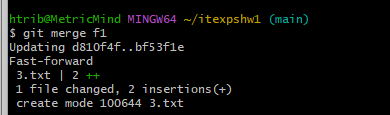 htrib@MetricMind MINGW64 ~/itexpshw1 (main)
$ git merge f1
Updating d810f4f..bf53f1e
Fast-forward
 3.txt | 2 ++
 1 file changed, 2 insertions(+)
 create mode 100644 3.txt